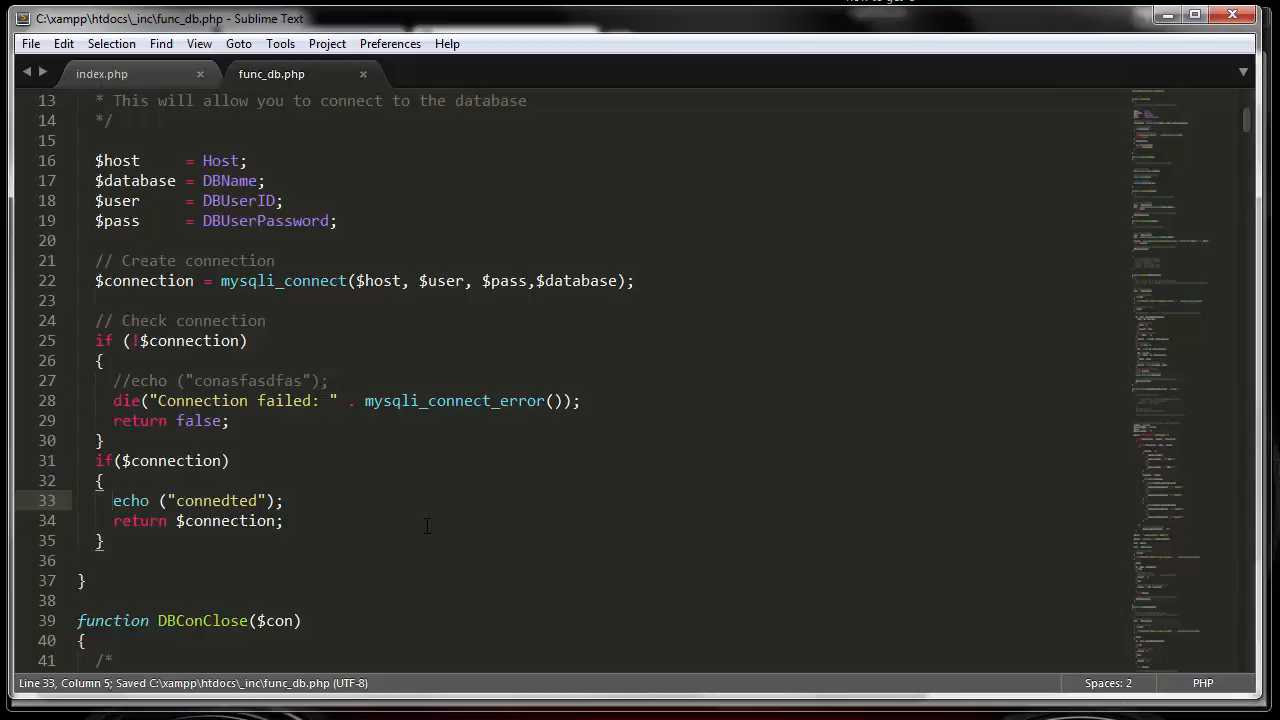 C:\xampp\htdocs\_inc\func_db.php - Sublime Text
File Edit Selection Find View Goto Tools Project Preferences Help
index.php func_db.php
13 * This will allow you to connect to the database
14 */
15
16 $host = Host;
17 $database = DBName;
18 $user = DBUserID;
19 $pass = DBUserPassword;
20
21 // Create connection
22 $connection = mysqli_connect($host, $user, $pass,$database);
23
24 // Check connection
25 if (!$connection)
26 {
27 //echo ("conasfasdfas");
28 die("Connection failed: " . mysqli_connect_error());
29 return false;
30 }
31 if($connection)
32 {
33 echo ("connedted");
34 return $connection;
35 }
36
37 }
38
39 function DBConClose($con)
40 {
41 /*
Line 33, Column 5; Saved C:\xampp\htdocs\_inc\func_db.php (UTF-8) Spaces: 2 PHP